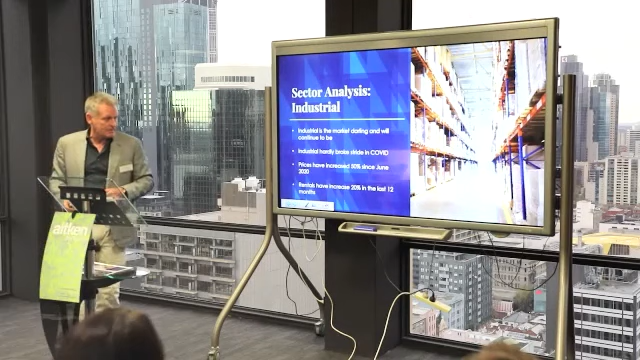 Sector Analysis:
Industrial
• Industrial is the market darling and will
continue to be
• Industrial hardly broke stride in COVID
• Prices have increased 50% since June
2020
• Rentals have increase 20% in the last 12
months
aitken